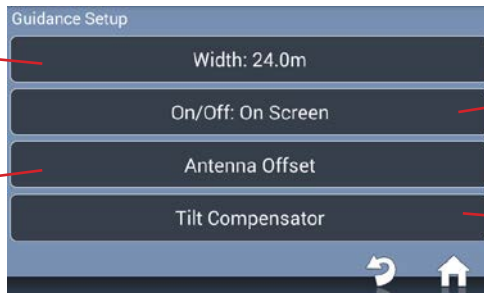 Guidance Setup
Width: 24.0m
On/Off: On Screen
Antenna Offset
Tilt Compensator